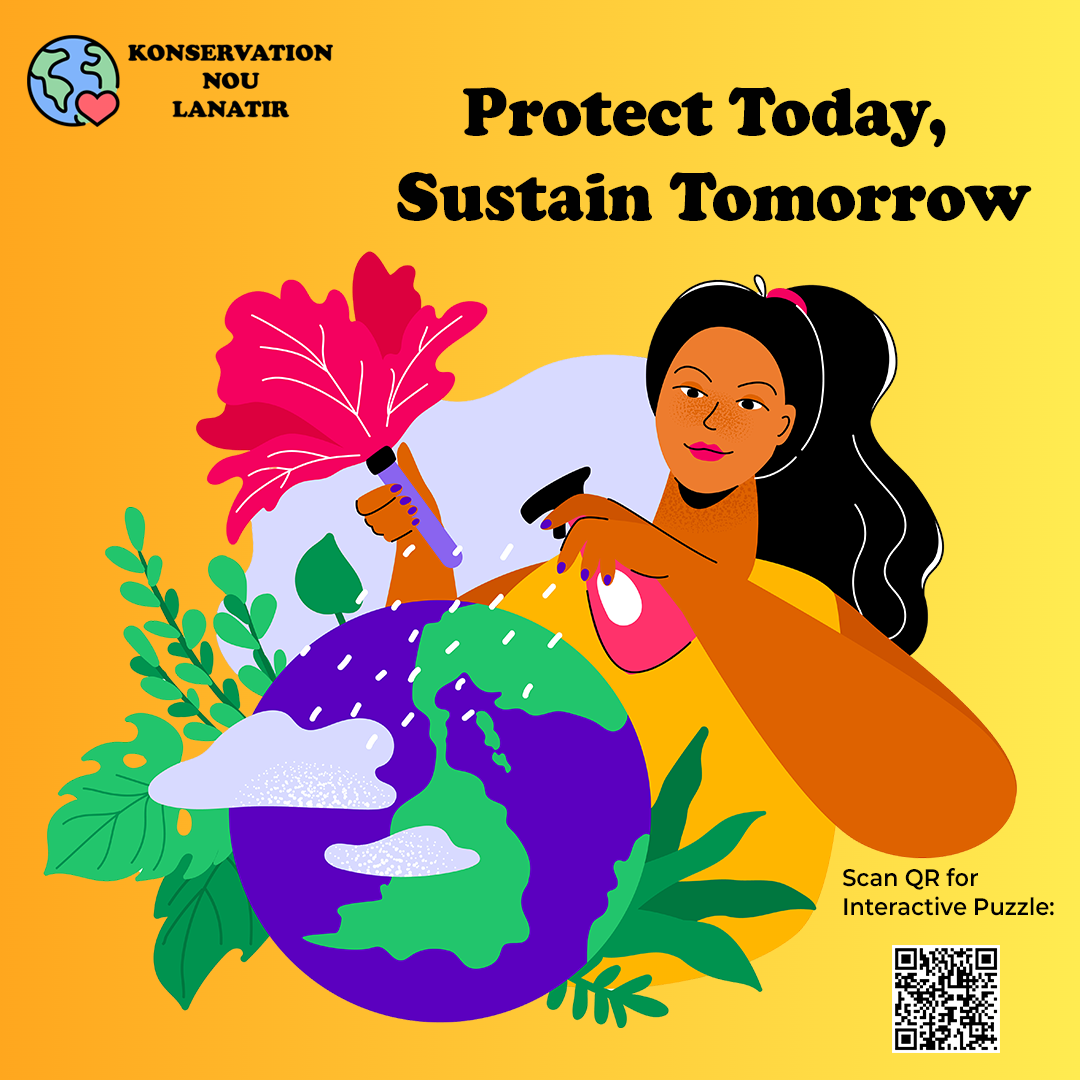 KONSERVATION
NOU
LANATIR
Protect Today,
Sustain Tomorrow
Scan QR for
Interactive Puzzle: